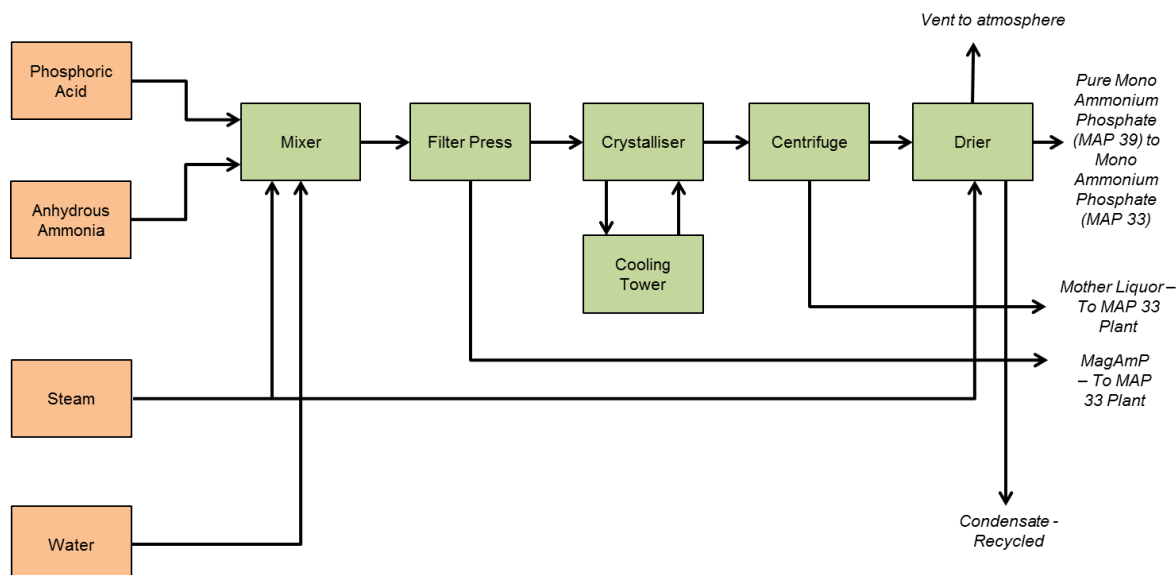 Vent to atmosphere
Phosphoric
Acid
Mixer
Filter Press
Crystalliser
Centrifuge
Drier
Pure Mono
Ammonium
Phosphate
(MAP 39) to
Mono
Ammonium
Phosphate
(MAP 33)
Anhydrous
Ammonia
Cooling
Tower
Mother Liquor –
To MAP 33
Plant
MagAmP
– To MAP
33 Plant
Steam
Water
Condensate -
Recycled